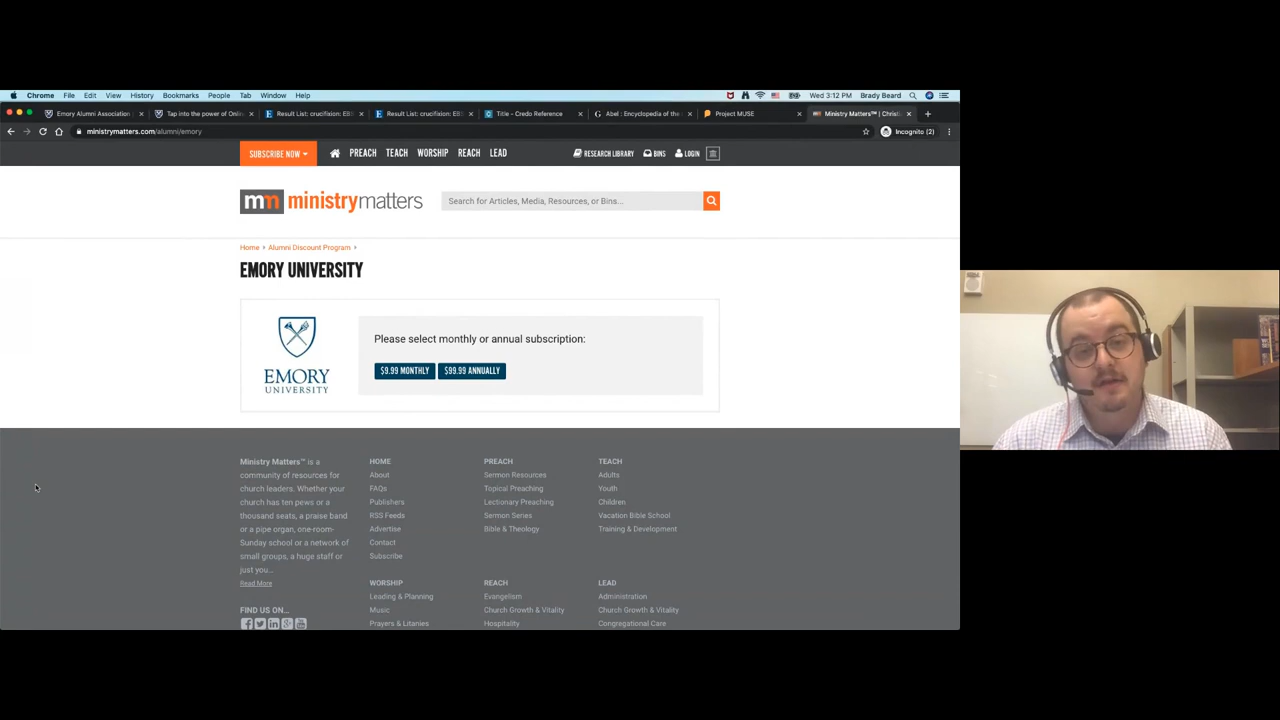 Chrome File Edit View History Bookmarks People Tab Window Help Wed 3:12 PM Brady Beard
Emory Alumni Association Tap into the power of Onli Result List: crucifixion: EBS Result List: crucifixion: EBS Title - Credo Reference Abel : Encyclopedia of the Project MUSE Ministry Matters™ | Christ
ministrymatters.com/alumni/emory Incognito (2)
SUBSCRIBE NOW PREACH TEACH WORSHIP REACH LEAD RESEARCH LIBRARY BINS LOGIN
mm ministrymatters Search for Articles, Media, Resources, or Bins...
Home › Alumni Discount Program ›
EMORY UNIVERSITY
Please select monthly or annual subscription:
$9.99 MONTHLY $99.99 ANNUALLY
EMORY
UNIVERSITY
Ministry Matters™ is a
community of resources for
church leaders. Whether your
church has ten pews or a
thousand seats, a praise band
or a pipe organ, one-room-
Sunday school or a network of
small groups, a huge staff or
just you...
Read More
FIND US ON...
HOME
About
FAQs
Publishers
RSS Feeds
Advertise
Contact
Subscribe
PREACH
Sermon Resources
Topical Preaching
Lectionary Preaching
Sermon Series
Bible & Theology
TEACH
Adults
Youth
Children
Vacation Bible School
Training & Development
WORSHIP
Leading & Planning
Music
Prayers & Litanies
REACH
Evangelism
Church Growth & Vitality
Hospitality
LEAD
Administration
Church Growth & Vitality
Congregational Care